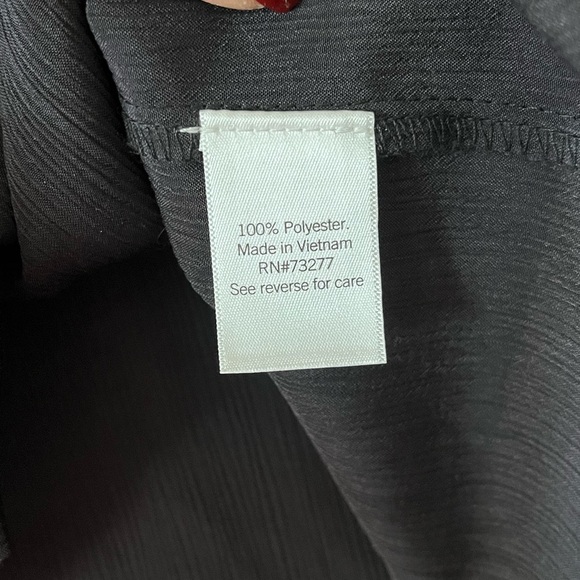 100% Polyester.
Made in Vietnam
RN#73277
See reverse for care